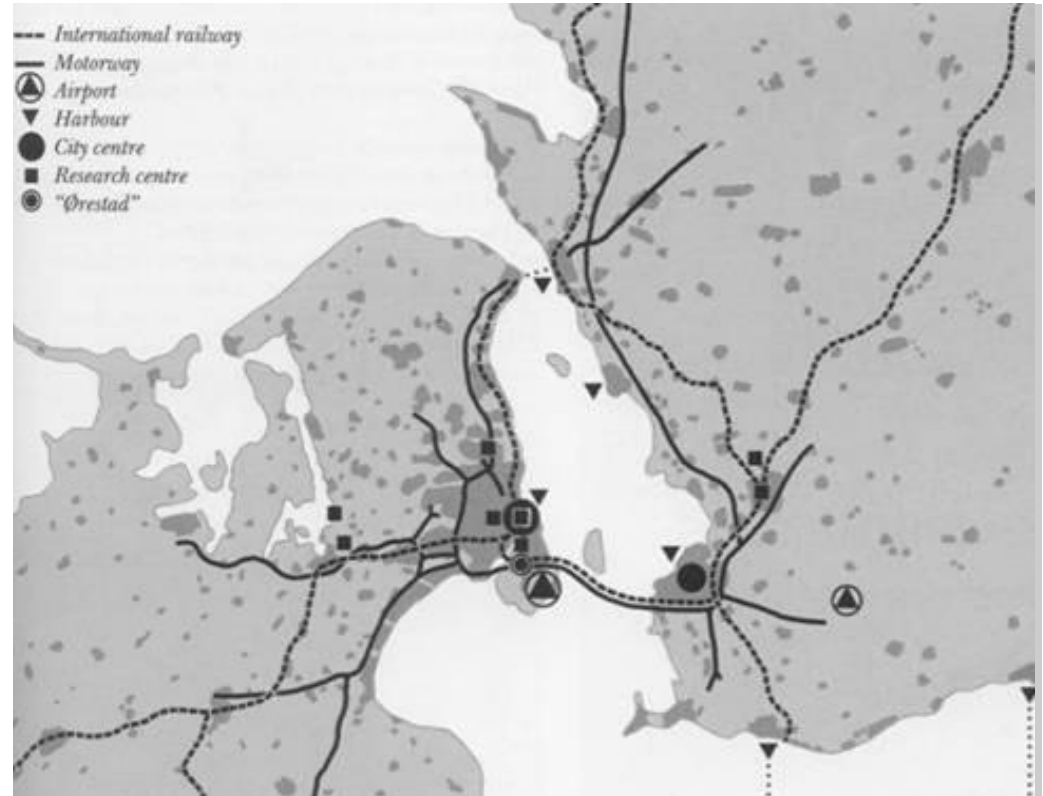 International railway
Motorway
Airport
Harbour
City centre
Research centre
"Ørestad"